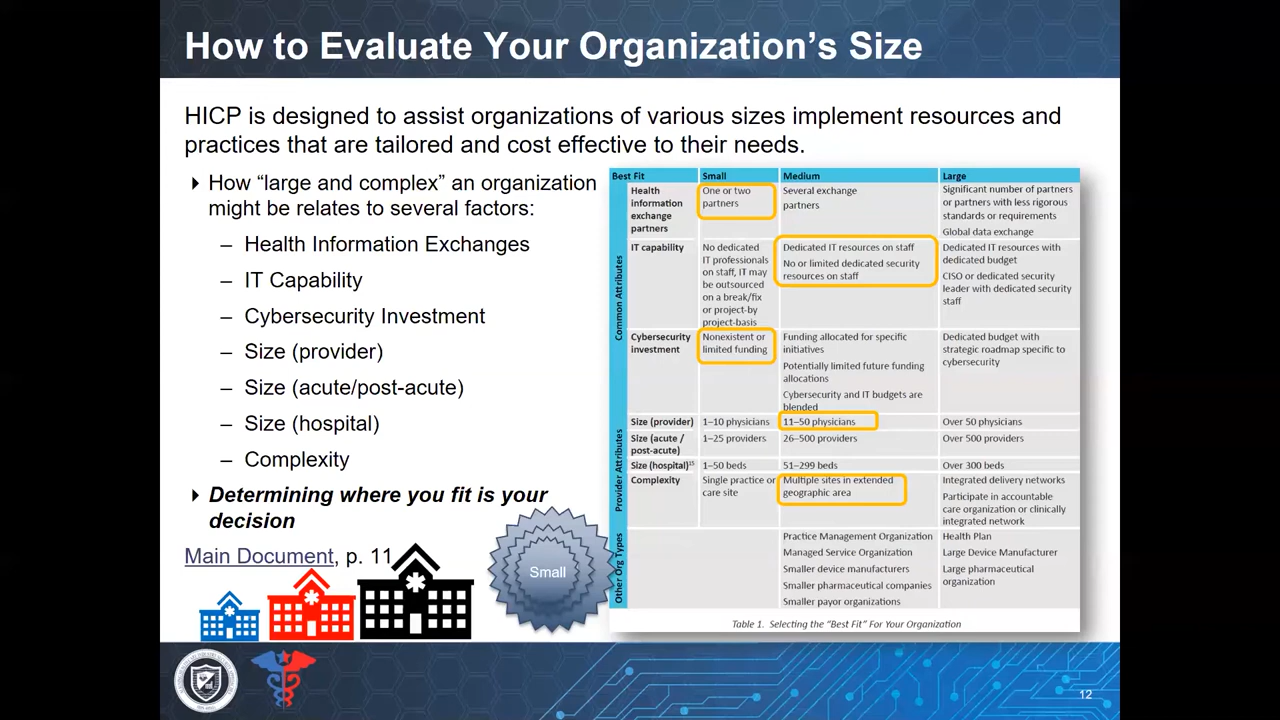 How to Evaluate Your Organization's Size
HICP is designed to assist organizations of various sizes implement resources and
practices that are tailored and cost effective to their needs.
How “large and complex” an organization
might be relates to several factors:
– Health Information Exchanges
– IT Capability
– Cybersecurity Investment
– Size (provider)
– Size (acute/post-acute)
– Size (hospital)
– Complexity
Determining where you fit is your
decision
Main Document, p. 11
Small
Best Fit Small Medium Large
Common Attributes
Health
information
exchange
partners
One or two
partners
Several exchange
partners
Significant number of partners
or partners with less rigorous
standards or requirements
Global data exchange
IT capability
No dedicated
IT professionals
on staff, IT may
be outsourced
on a break/fix
or project-by
project-basis
Dedicated IT resources on staff
No or limited dedicated security
resources on staff
Dedicated IT resources with
dedicated budget
CISO or dedicated security
leader with dedicated security
staff
Cybersecurity
investment
Nonexistent or
limited funding
Funding allocated for specific
initiatives
Potentially limited future funding
allocations
Cybersecurity and IT budgets are
blended
Dedicated budget with
strategic roadmap specific to
cybersecurity
Provider Attributes
Size (provider) 1–10 physicians 11–50 physicians Over 50 physicians
Size (acute /
post-acute)
1–25 providers 26–500 providers Over 500 providers
Size (hospital)15 1–50 beds 51–299 beds Over 300 beds
Complexity
Single practice or
care site
Multiple sites in extended
geographic area
Integrated delivery networks
Participate in accountable
care organization or clinically
integrated network
Other Org Types
Practice Management Organization
Managed Service Organization
Smaller device manufacturers
Smaller pharmaceutical companies
Smaller payor organizations
Health Plan
Large Device Manufacturer
Large pharmaceutical
organization
Table 1. Selecting the “Best Fit” For Your Organization
12